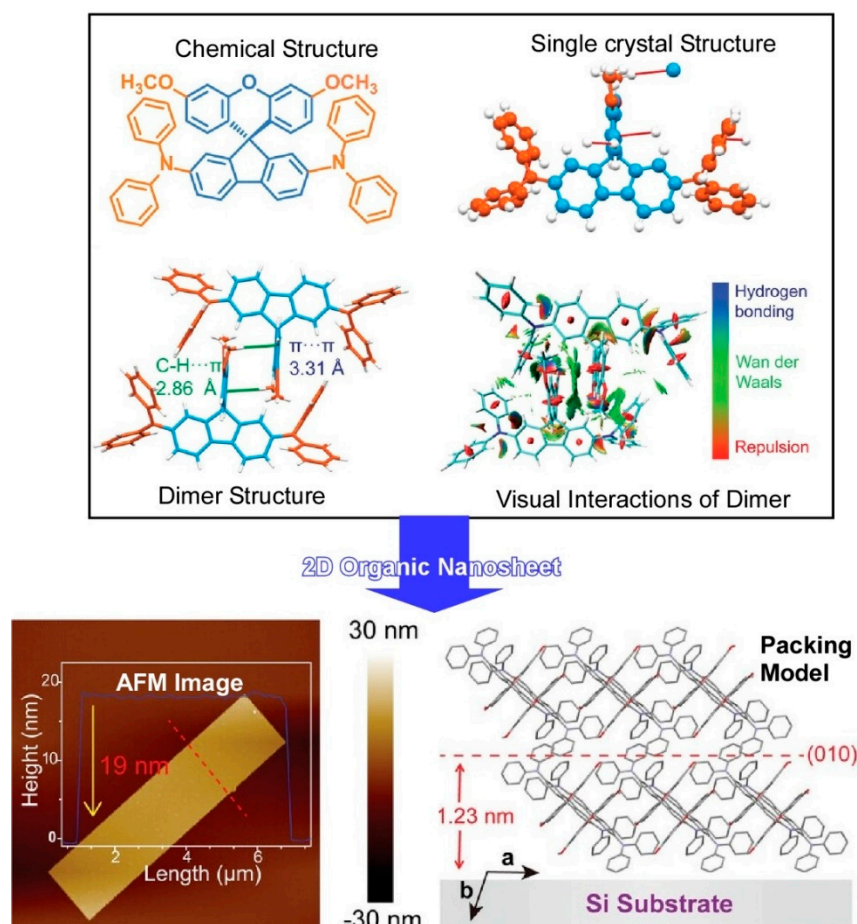 Chemical Structure
Single crystal Structure
OCH₃
O
OCH₃
N
N
C-H···π
2.86 Å
π···π
3.31 Å
Hydrogen
bonding
Wan der
Waals
Repulsion
Dimer Structure
Visual Interactions of Dimer
2D Organic Nanosheet
AFM Image
Height (nm)
20
10
0
19 nm
2
4
6
Length (μm)
30 nm
-30 nm
Packing
Model
(010)
1.23 nm
a
b
Si Substrate